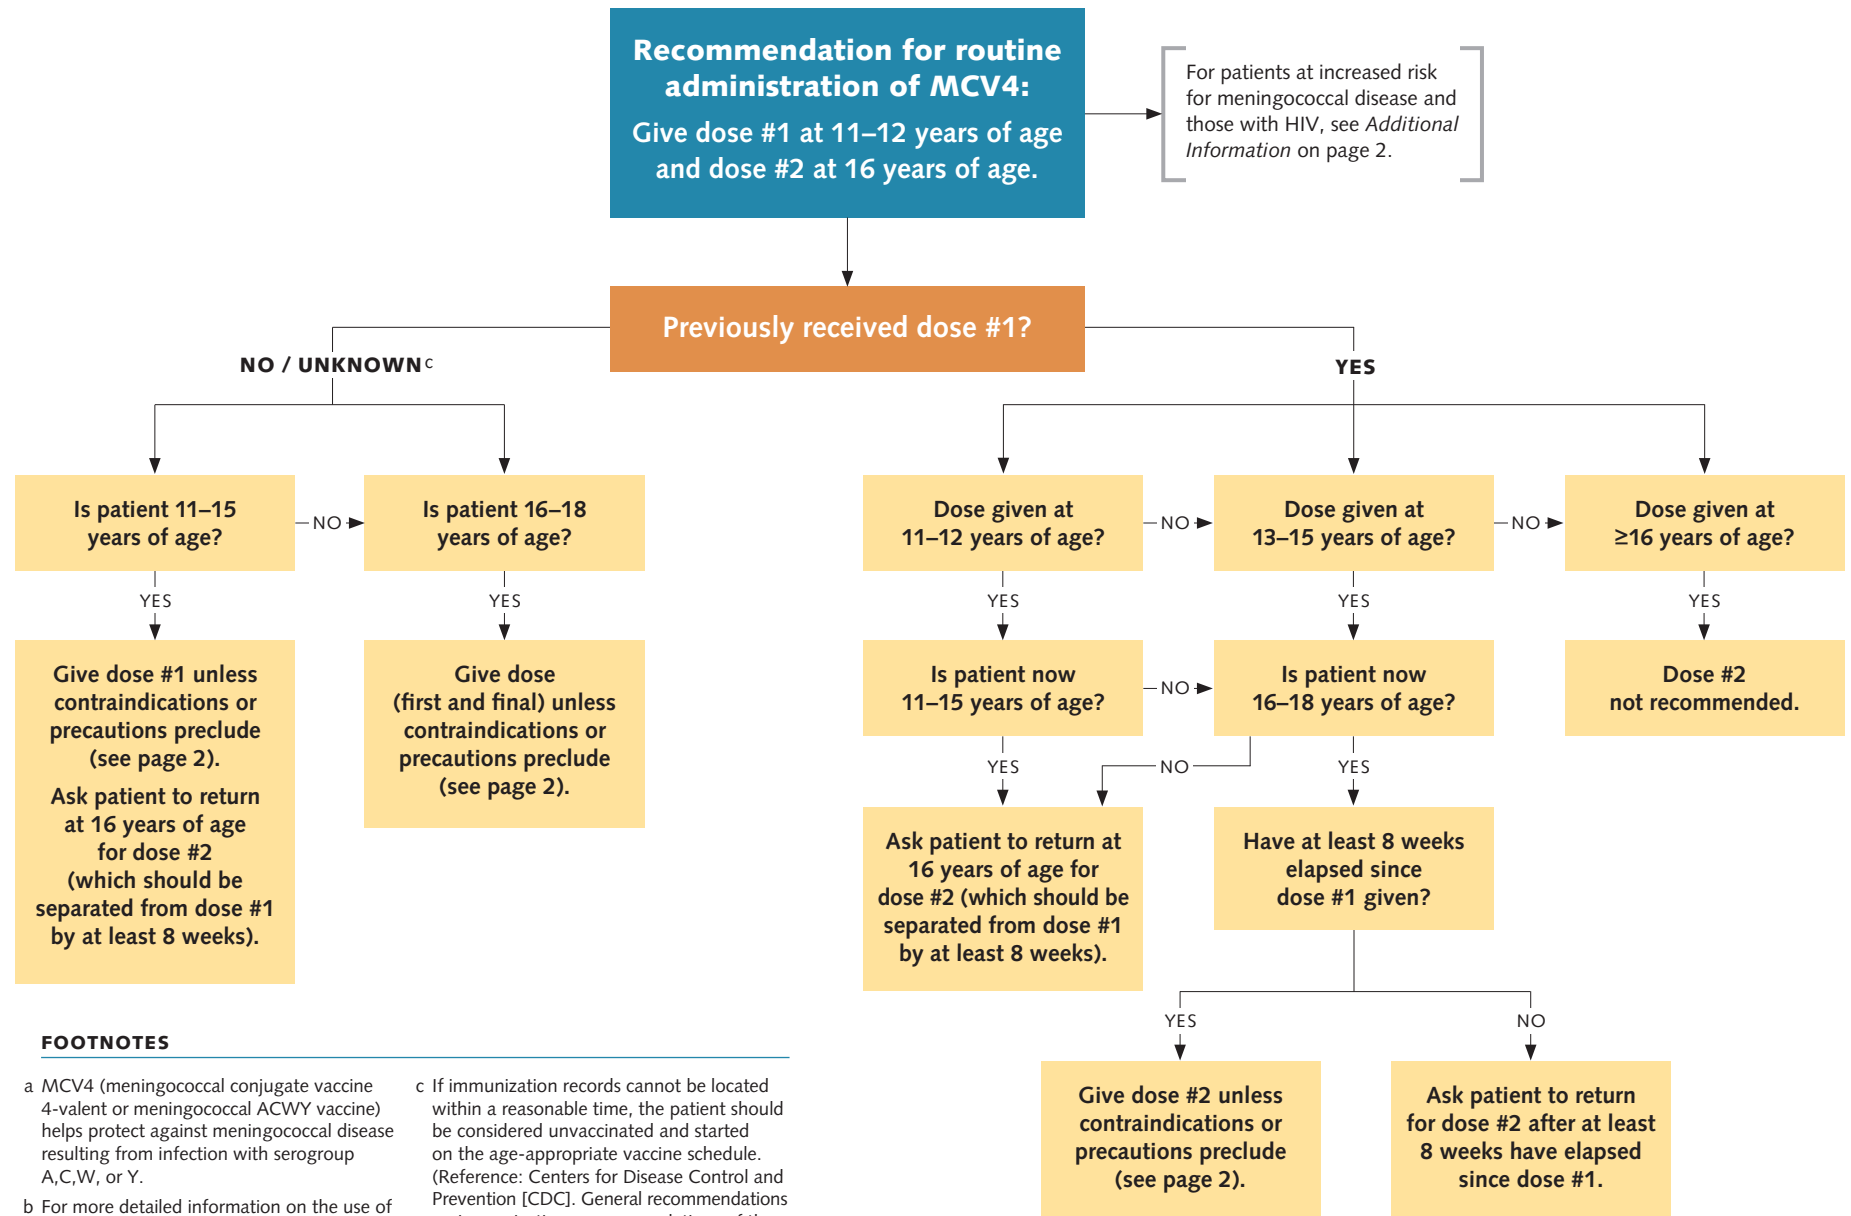 Recommendation for routine
administration of MCV4:
Give dose #1 at 11–12 years of age
and dose #2 at 16 years of age.
For patients at increased risk
for meningococcal disease and
those with HIV, see Additional
Information on page 2.
Previously received dose #1?
NO / UNKNOWN c
YES
Is patient 11–15
years of age?
NO
Is patient 16–18
years of age?
Dose given at
11–12 years of age?
NO
Dose given at
13–15 years of age?
NO
Dose given at
≥16 years of age?
YES
YES
YES
YES
YES
Give dose #1 unless
contraindications or
precautions preclude
(see page 2).
Ask patient to return
at 16 years of age
for dose #2
(which should be
separated from dose #1
by at least 8 weeks).
Give dose
(first and final) unless
contraindications or
precautions preclude
(see page 2).
Is patient now
11–15 years of age?
NO
Is patient now
16–18 years of age?
Dose #2
not recommended.
YES
NO
YES
Ask patient to return at
16 years of age for
dose #2 (which should be
separated from dose #1
by at least 8 weeks).
Have at least 8 weeks
elapsed since
dose #1 given?
YES
NO
Give dose #2 unless
contraindications or
precautions preclude
(see page 2).
Ask patient to return
for dose #2 after at least
8 weeks have elapsed
since dose #1.
FOOTNOTES
a MCV4 (meningococcal conjugate vaccine
4-valent or meningococcal ACWY vaccine)
helps protect against meningococcal disease
resulting from infection with serogroup
A,C,W, or Y.
b For more detailed information on the use of
c If immunization records cannot be located
within a reasonable time, the patient should
be considered unvaccinated and started
on the age-appropriate vaccine schedule.
(Reference: Centers for Disease Control and
Prevention [CDC]. General recommendations